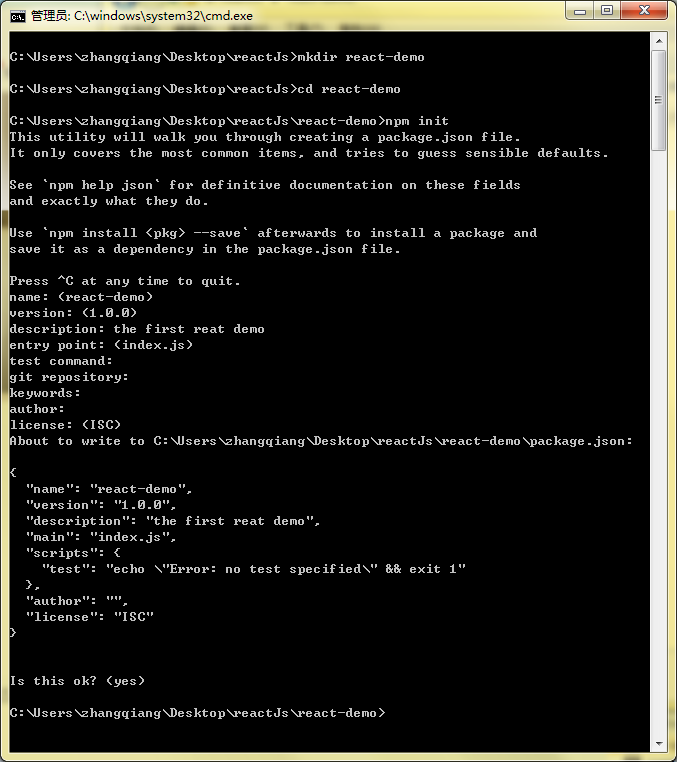 管理员: C:\windows\system32\cmd.exe
C:\Users\zhangqiang\Desktop\reactJs>mkdir react-demo
C:\Users\zhangqiang\Desktop\reactJs>cd react-demo
C:\Users\zhangqiang\Desktop\reactJs\react-demo>npm init
This utility will walk you through creating a package.json file.
It only covers the most common items, and tries to guess sensible defaults.
See `npm help json` for definitive documentation on these fields
and exactly what they do.
Use `npm install <pkg> --save` afterwards to install a package and
save it as a dependency in the package.json file.
Press ^C at any time to quit.
name: (react-demo)
version: (1.0.0)
description: the first reat demo
entry point: (index.js)
test command:
git repository:
keywords:
author:
license: (ISC)
About to write to C:\Users\zhangqiang\Desktop\reactJs\react-demo\package.json:
{
  "name": "react-demo",
  "version": "1.0.0",
  "description": "the first reat demo",
  "main": "index.js",
  "scripts": {
    "test": "echo \"Error: no test specified\" && exit 1"
  },
  "author": "",
  "license": "ISC"
}
Is this ok? (yes)
C:\Users\zhangqiang\Desktop\reactJs\react-demo>